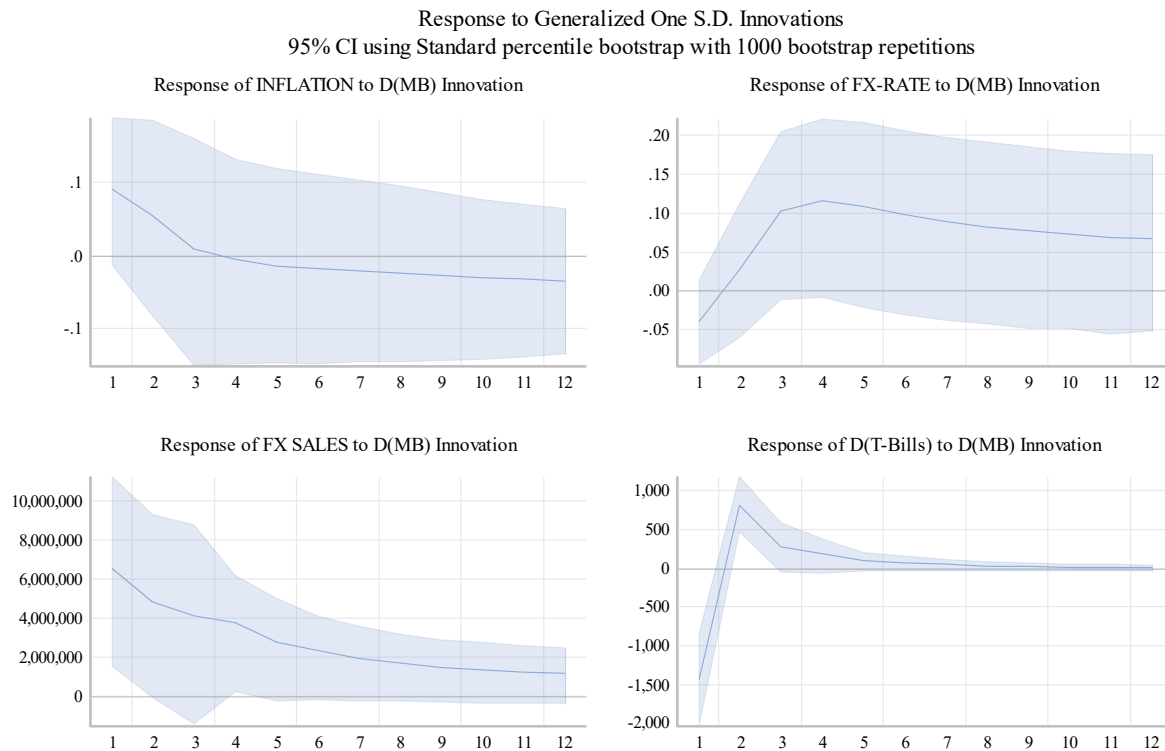 Response to Generalized One S.D. Innovations
95% CI using Standard percentile bootstrap with 1000 bootstrap repetitions
Response of INFLATION to D(MB) Innovation
.1
.0
-.1
1 2 3 4 5 6 7 8 9 10 11 12
Response of FX-RATE to D(MB) Innovation
.20
.15
.10
.05
.00
-.05
1 2 3 4 5 6 7 8 9 10 11 12
Response of FX SALES to D(MB) Innovation
10,000,000
8,000,000
6,000,000
4,000,000
2,000,000
0
1 2 3 4 5 6 7 8 9 10 11 12
Response of D(T-Bills) to D(MB) Innovation
1,000
500
0
-500
-1,000
-1,500
-2,000
1 2 3 4 5 6 7 8 9 10 11 12